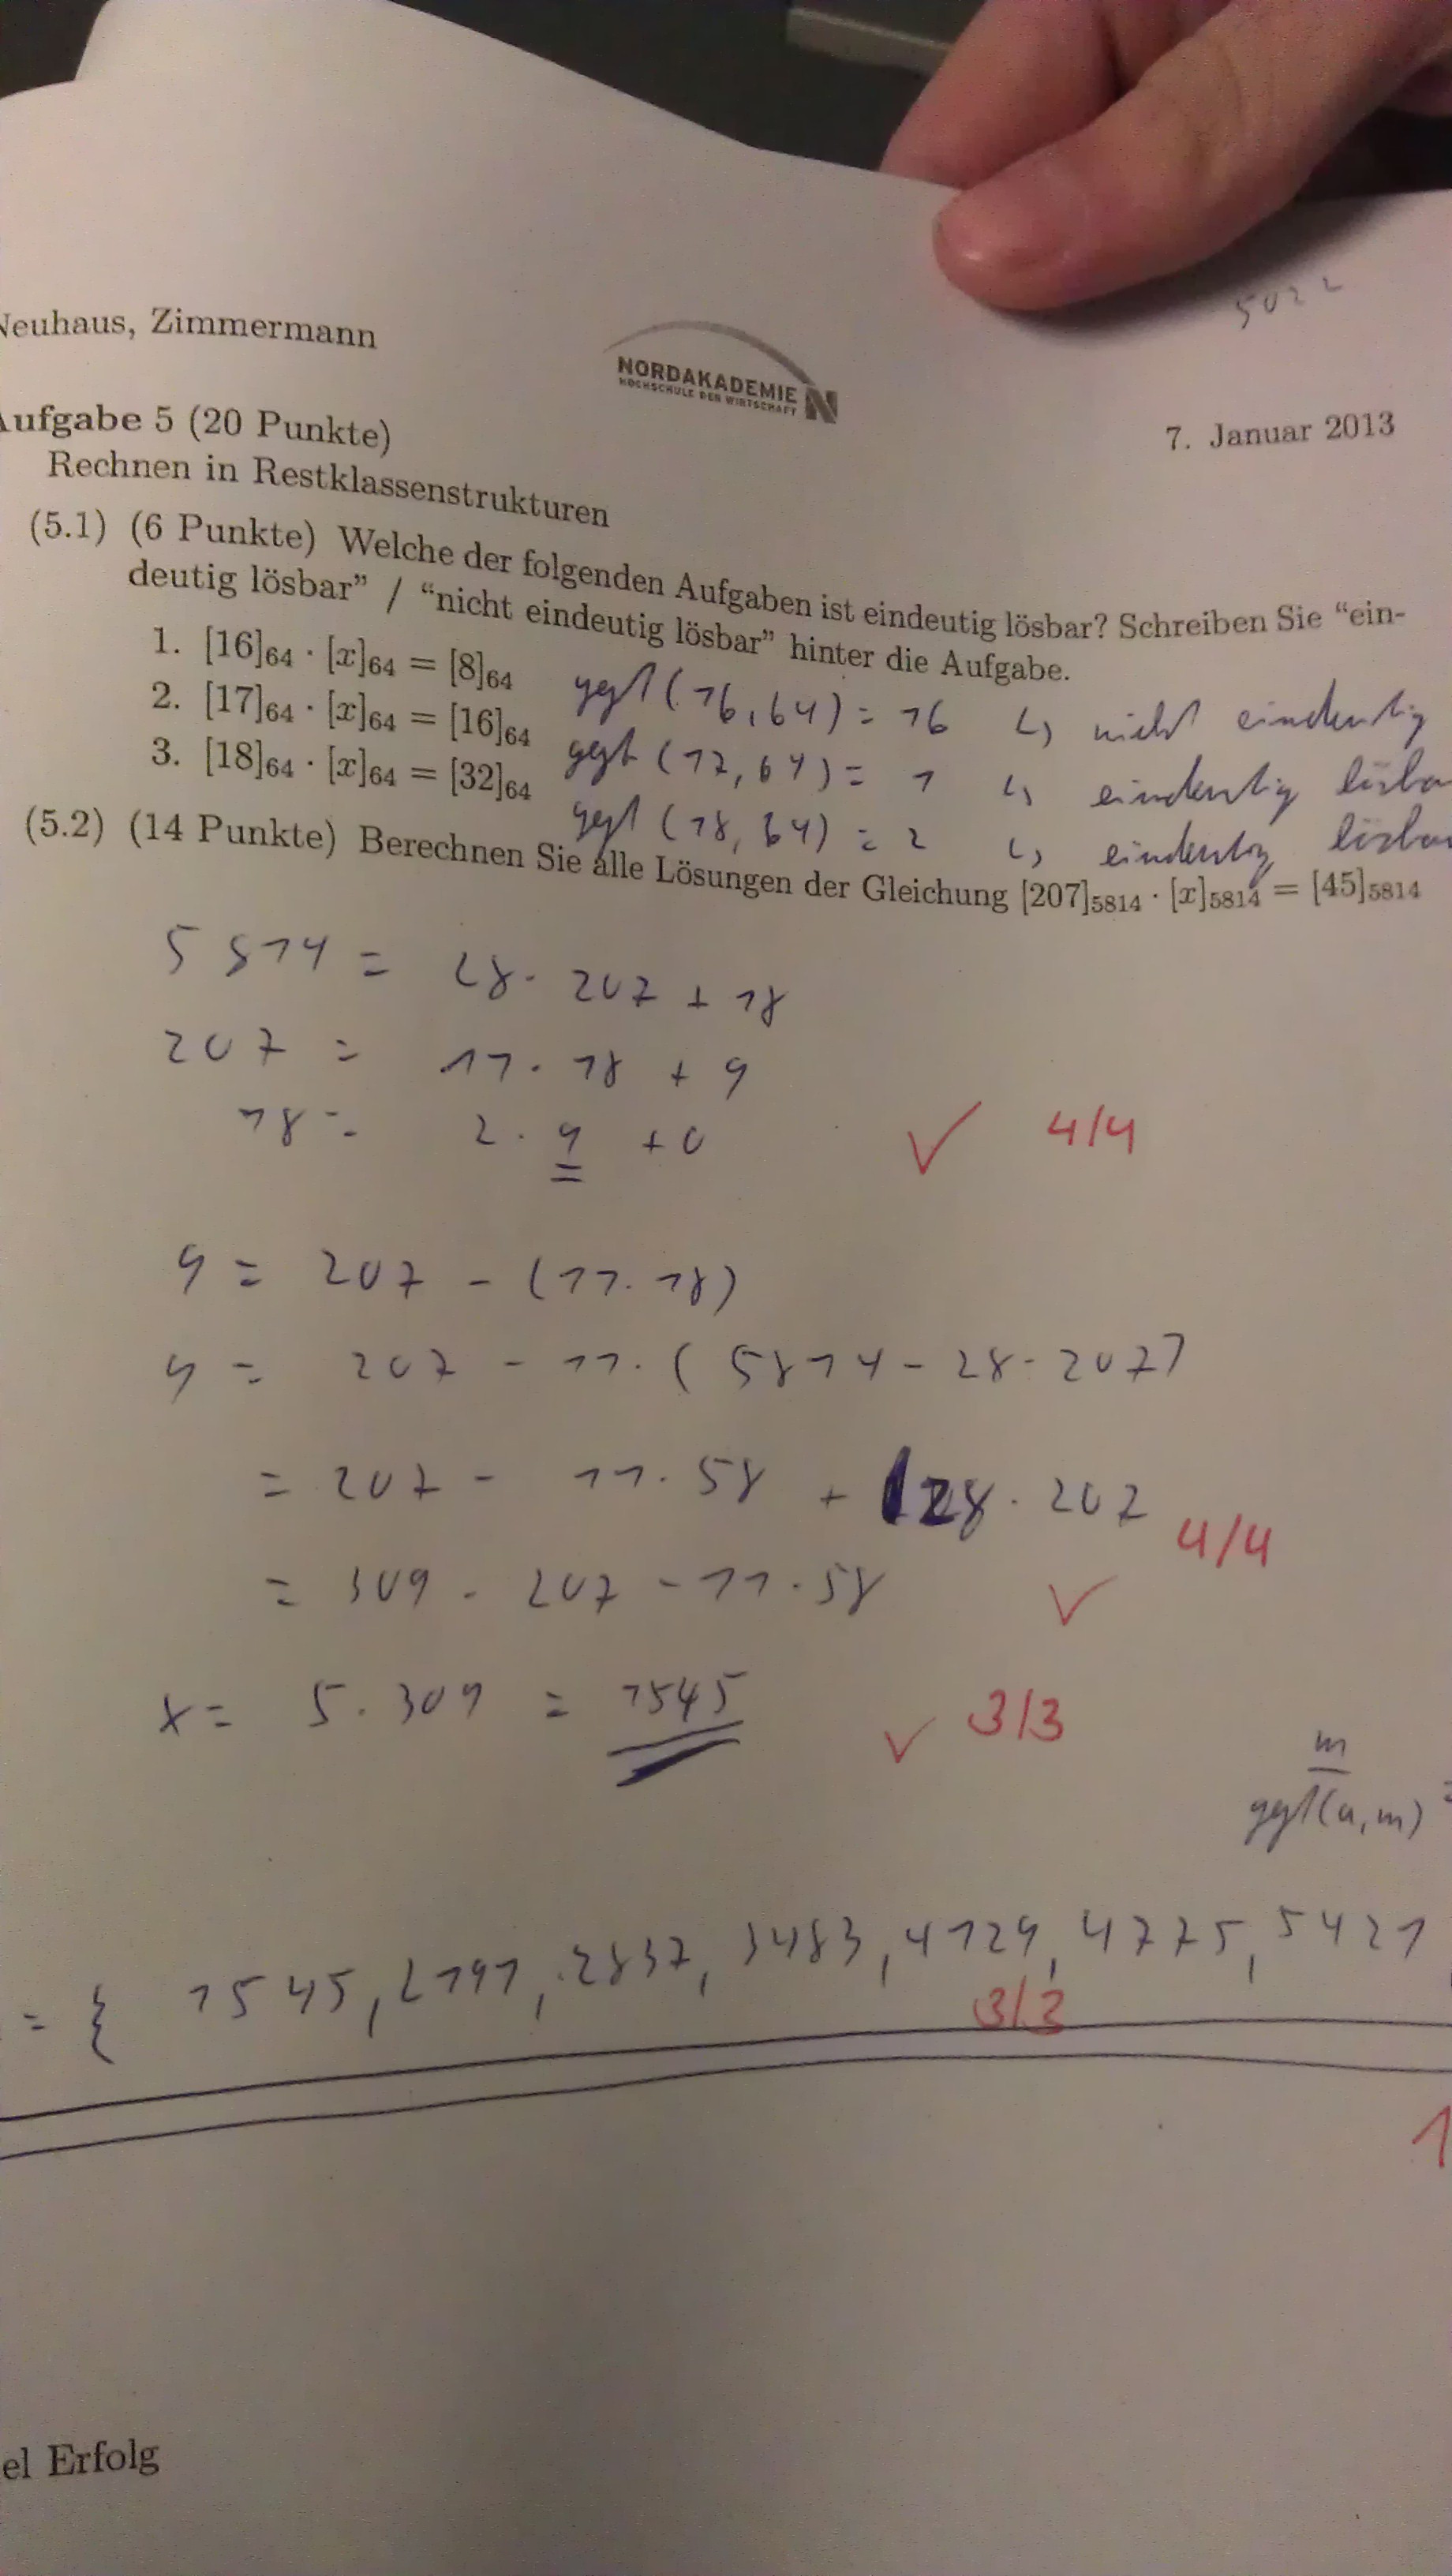 5022
Neuhaus, Zimmermann
NORDAKADEMIE N
HOCHSCHULE DER WIRTSCHAFT
7. Januar 2013
Aufgabe 5 (20 Punkte)
Rechnen in Restklassenstrukturen
(5.1) (6 Punkte) Welche der folgenden Aufgaben ist eindeutig lösbar? Schreiben Sie “ein-
deutig lösbar” / “nicht eindeutig lösbar” hinter die Aufgabe.
1. [16]64 · [x]64 = [8]64 ggT(16,64) = 16 ↳ nicht eindeutig
2. [17]64 · [x]64 = [16]64 ggT(17,64) = 1 ↳ eindeutig lösba
3. [18]64 · [x]64 = [32]64 ggT(18,64) = 2 ↳ eindeutig lösba
(5.2) (14 Punkte) Berechnen Sie alle Lösungen der Gleichung [207]5814 · [x]5814 = [45]5814
5814 = 28 · 207 + 18
207 = 11 · 18 + 9
18 = 2 · 9 + 0 ✓ 4/4
9 = 207 - (11 · 18)
9 = 207 - 11 · (5814 - 28 · 207)
= 207 - 11 · 58 + 28 · 207 4/4
= 309 · 207 - 11 · 58 ✓
x = 5 · 309 = 1545 ✓ 3/3
m
ggT(a,m) =
= { 1545, 2191, 2837, 3483, 4129, 4775, 5421
3/3
1
el Erfolg